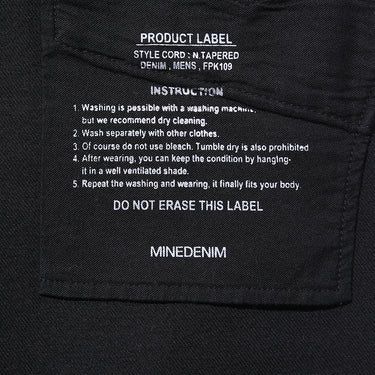 PRODUCT LABEL
STYLE CORD : N.TAPERED
DENIM , MENS , FPK109
INSTRUCTION
1. Washing is possible with a washing machine,
but we recommend dry cleaning.
2. Wash separately with other clothes.
3. Of course do not use bleach. Tumble dry is also prohibited
4. After wearing, you can keep the condition by hanging-
it in a well ventilated shade.
5. Repeat the washing and wearing, it finally fits your body.
DO NOT ERASE THIS LABEL
MINEDENIM